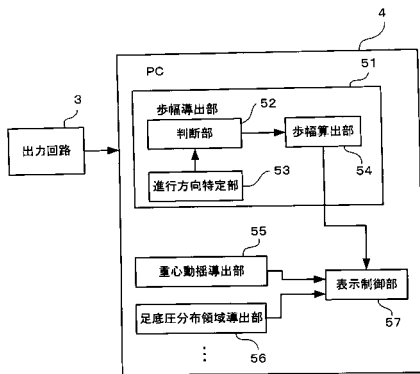 4
PC
51
歩幅導出部
52
3
判断部
歩幅算出部
出力回路
53
54
進行方向特定部
55
重心動揺導出部
表示制御部
足底圧分布領域導出部
57
56
⋮